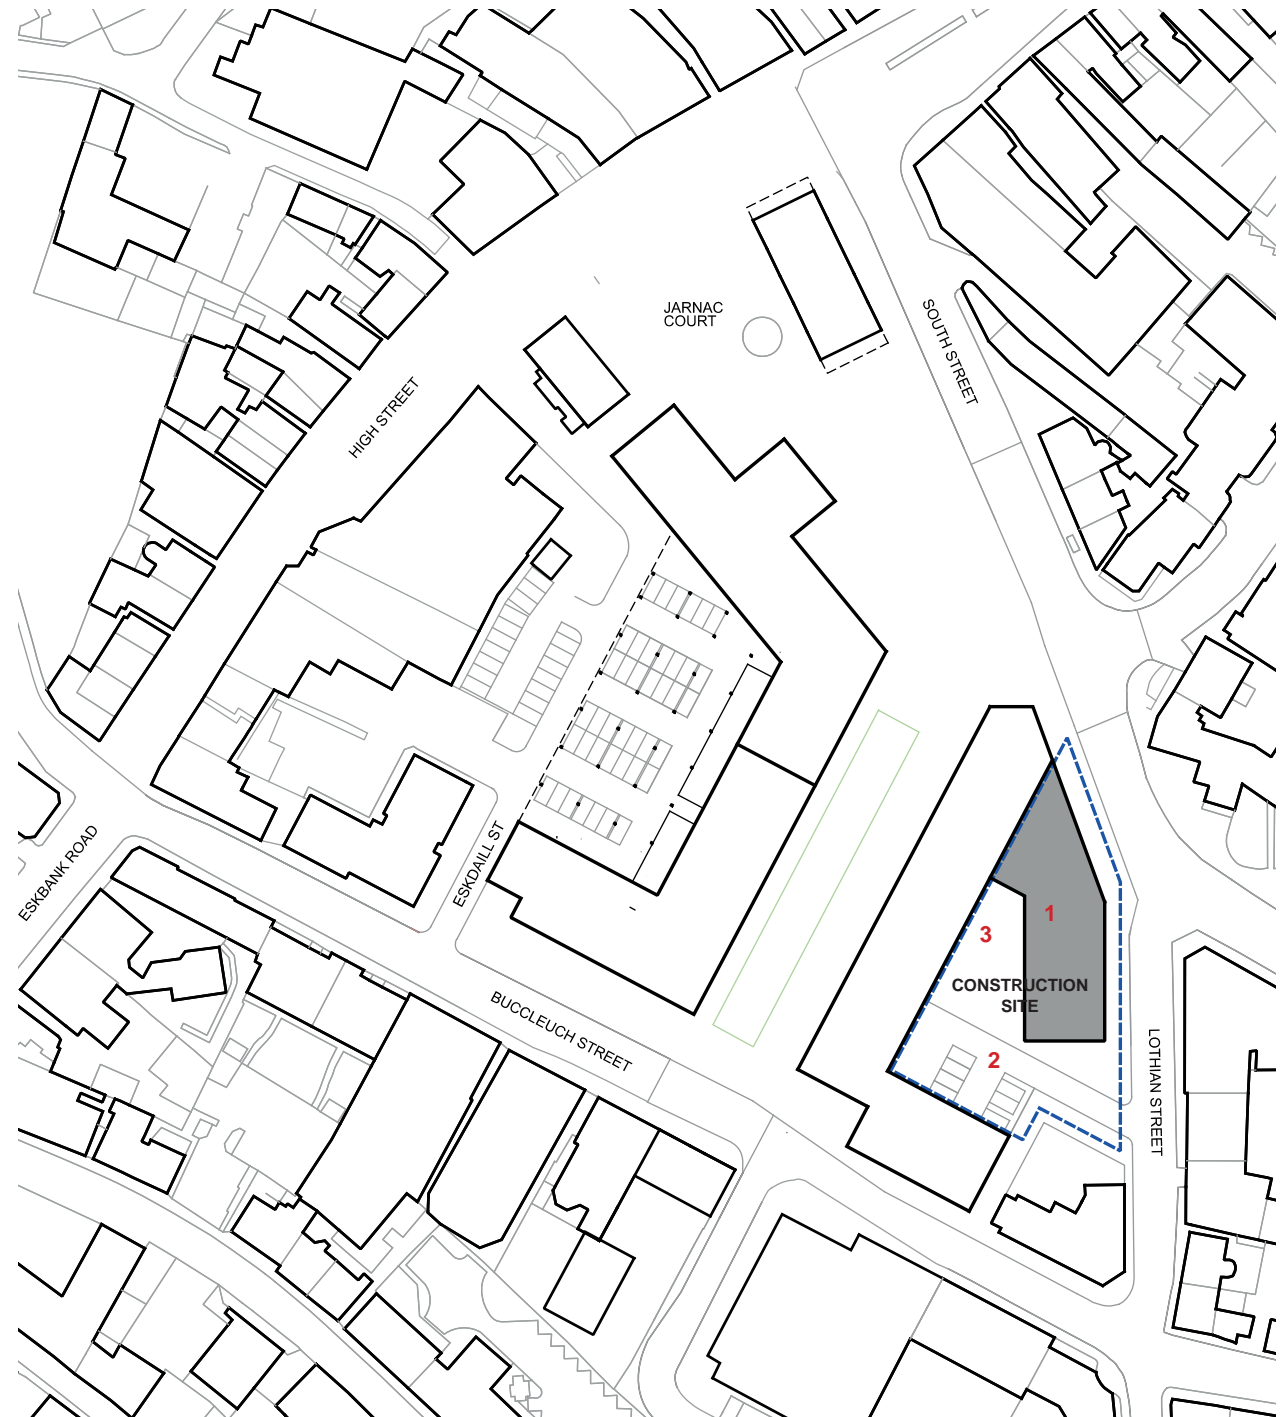 JARNAC
COURT
SOUTH STREET
HIGH STREET
ESKBANK ROAD
ESKDAILL ST
1
3
CONSTRUCTION
SITE
2
BUCCLEUCH STREET
LOTHIAN STREET